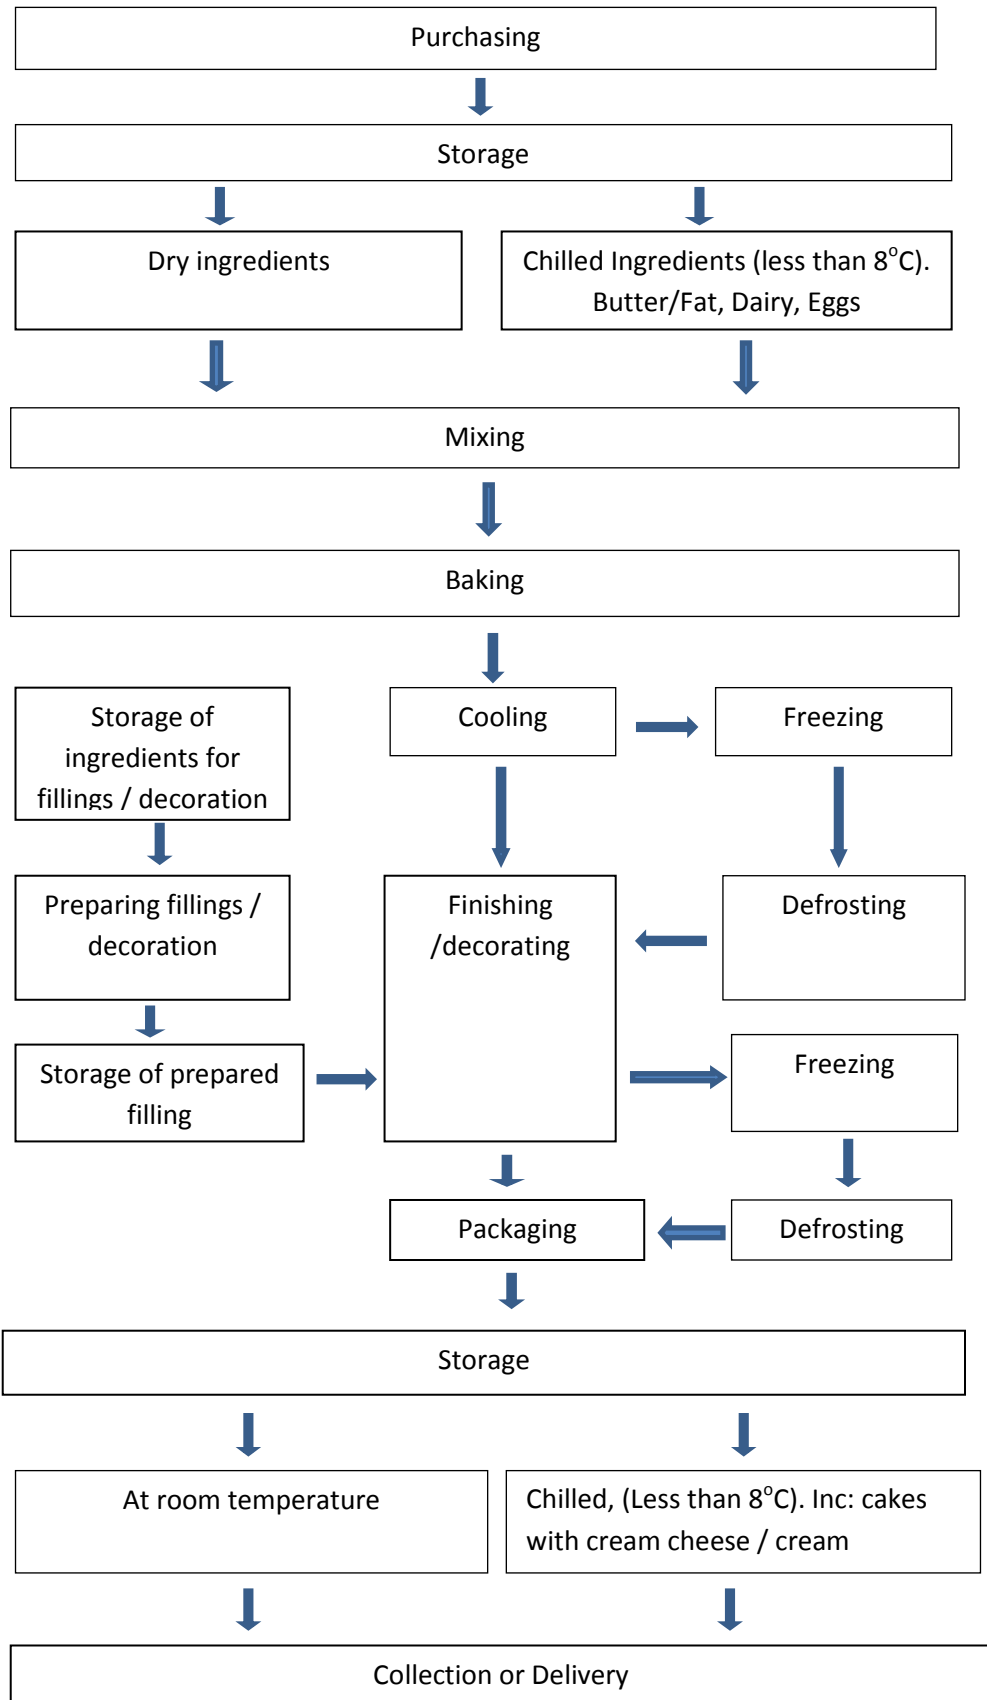 Purchasing
Storage
Dry ingredients
Chilled Ingredients (less than 8°C).
Butter/Fat, Dairy, Eggs
Mixing
Baking
Storage of
ingredients for
fillings / decoration
Cooling
Freezing
Preparing fillings /
decoration
Finishing
/decorating
Defrosting
Storage of prepared
filling
Freezing
Packaging
Defrosting
Storage
At room temperature
Chilled, (Less than 8°C). Inc: cakes
with cream cheese / cream
Collection or Delivery